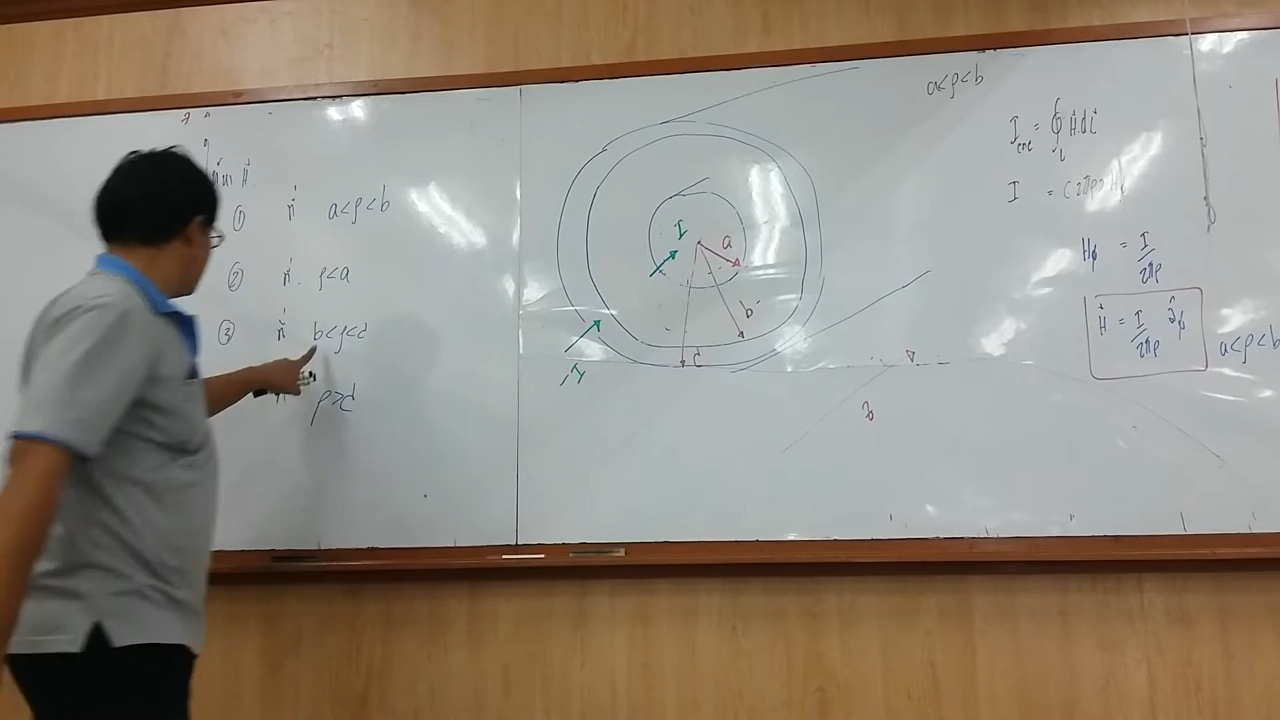 ① ที่ a<ρ<b
② ที่ ρ<a
③ ที่ b<ρ<c
ρ>c
I
a
b
c
-I
a<ρ<b
I_enc = ∮_L H⃗·dL⃗
I = (2πρ) H_φ
H_φ = I/2πρ
H⃗ = I/2πρ â_φ a<ρ<b